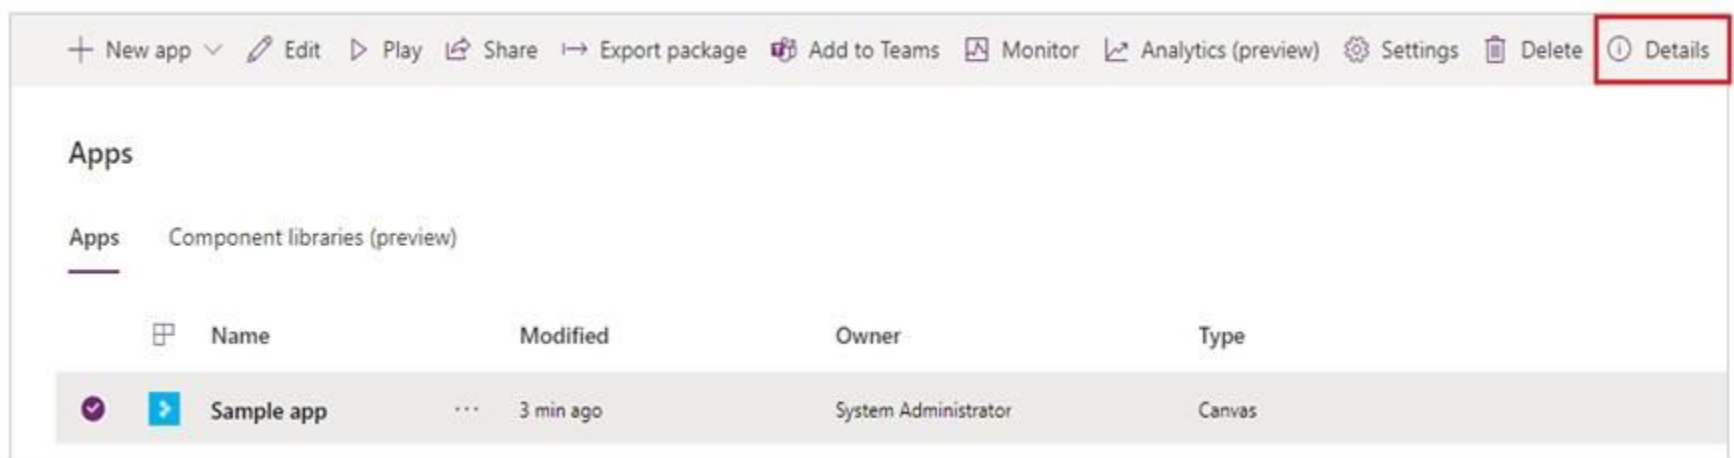 New app Edit Play Share Export package Add to Teams Monitor Analytics (preview) Settings Delete Details
Apps
Apps Component libraries (preview)
Name Modified Owner Type
Sample app ... 3 min ago System Administrator Canvas